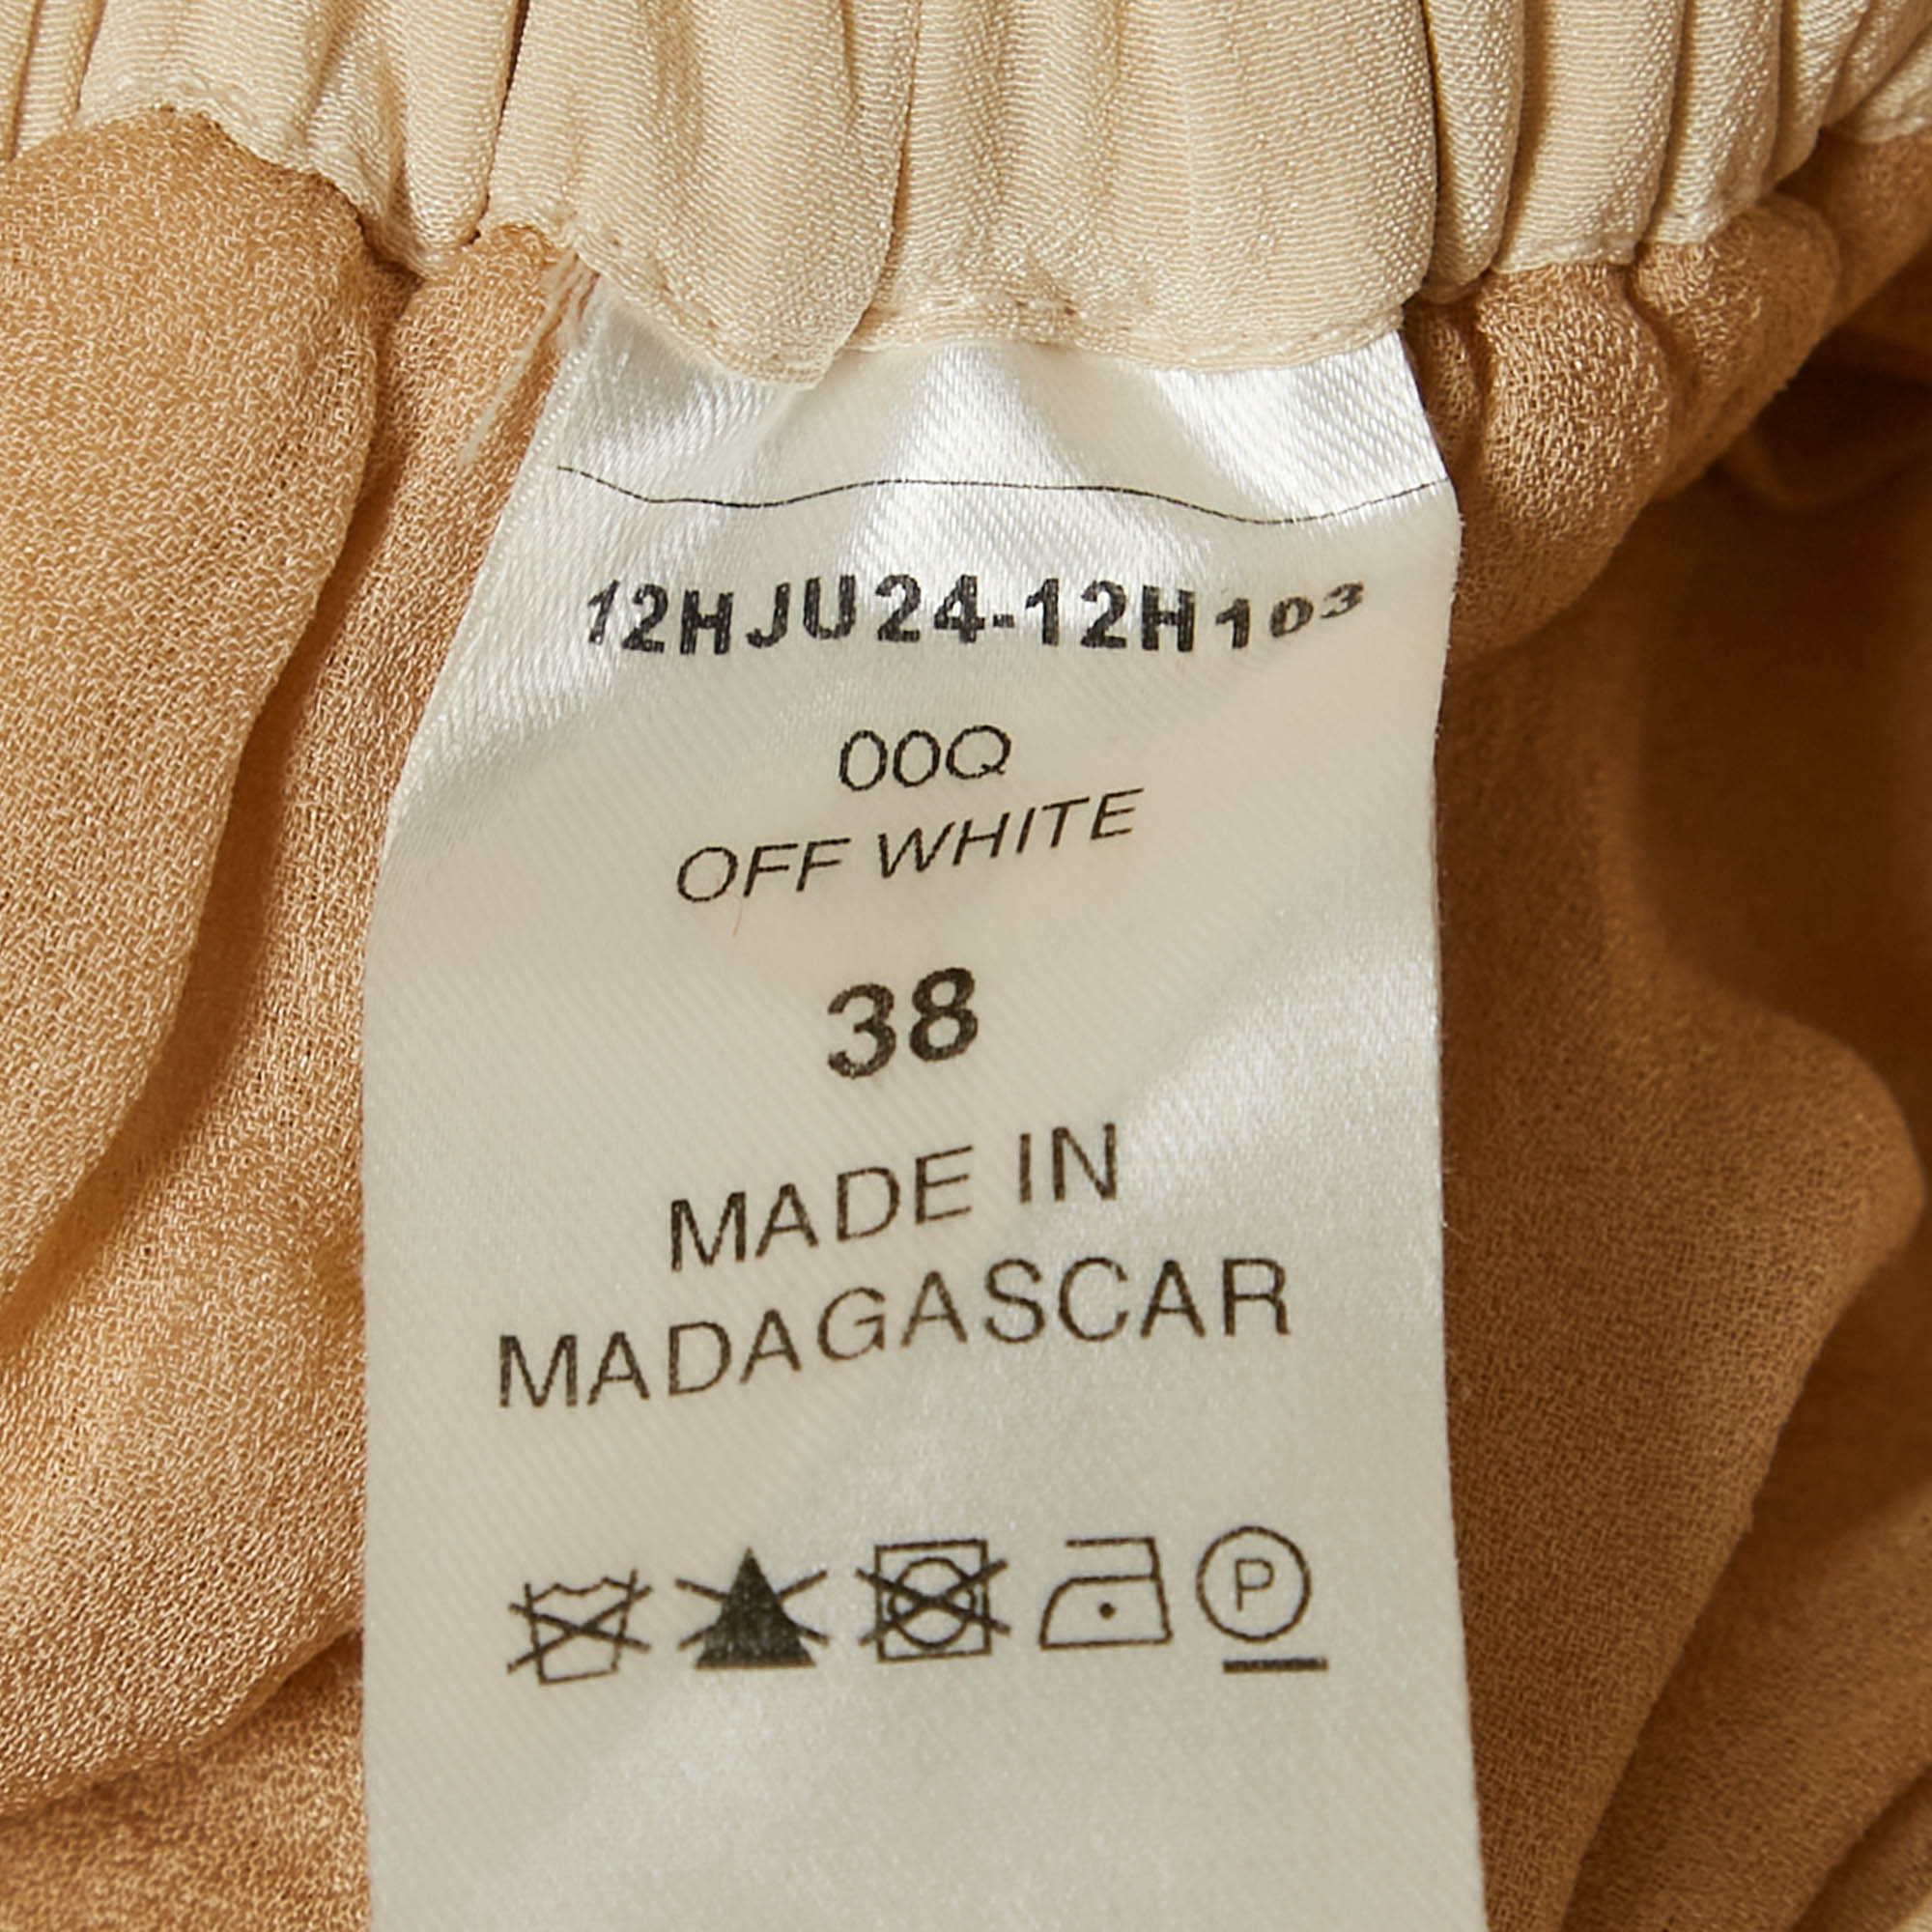 12HJU24-12H103
00Q
OFF WHITE
38
MADE IN
MADAGASCAR
P